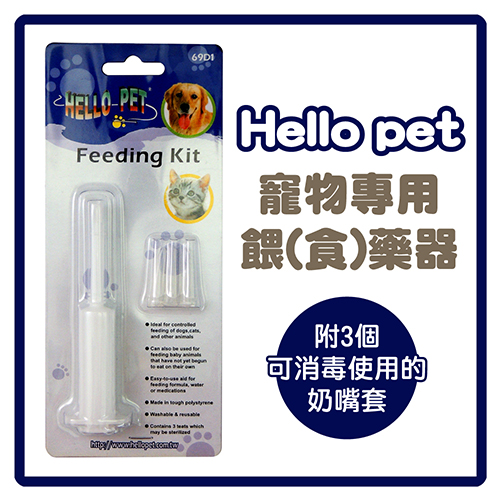 69D1
HELLO-PET
Feeding Kit
● Ideal for controlled
feeding of dogs,cats,
and other animals
● Can also be used for
feeding baby animals
that have not yet begun
to eat on their own
● Easy-to-use aid for
feeding formula, water
or medications
● Made in tough polystyrene
● Washable & reusable
● Contains 3 teats which
may be sterilized
http://www.hellopet.com.tw
Hello pet
寵物專用
餵(食)藥器
附3個
可消毒使用的
奶嘴套